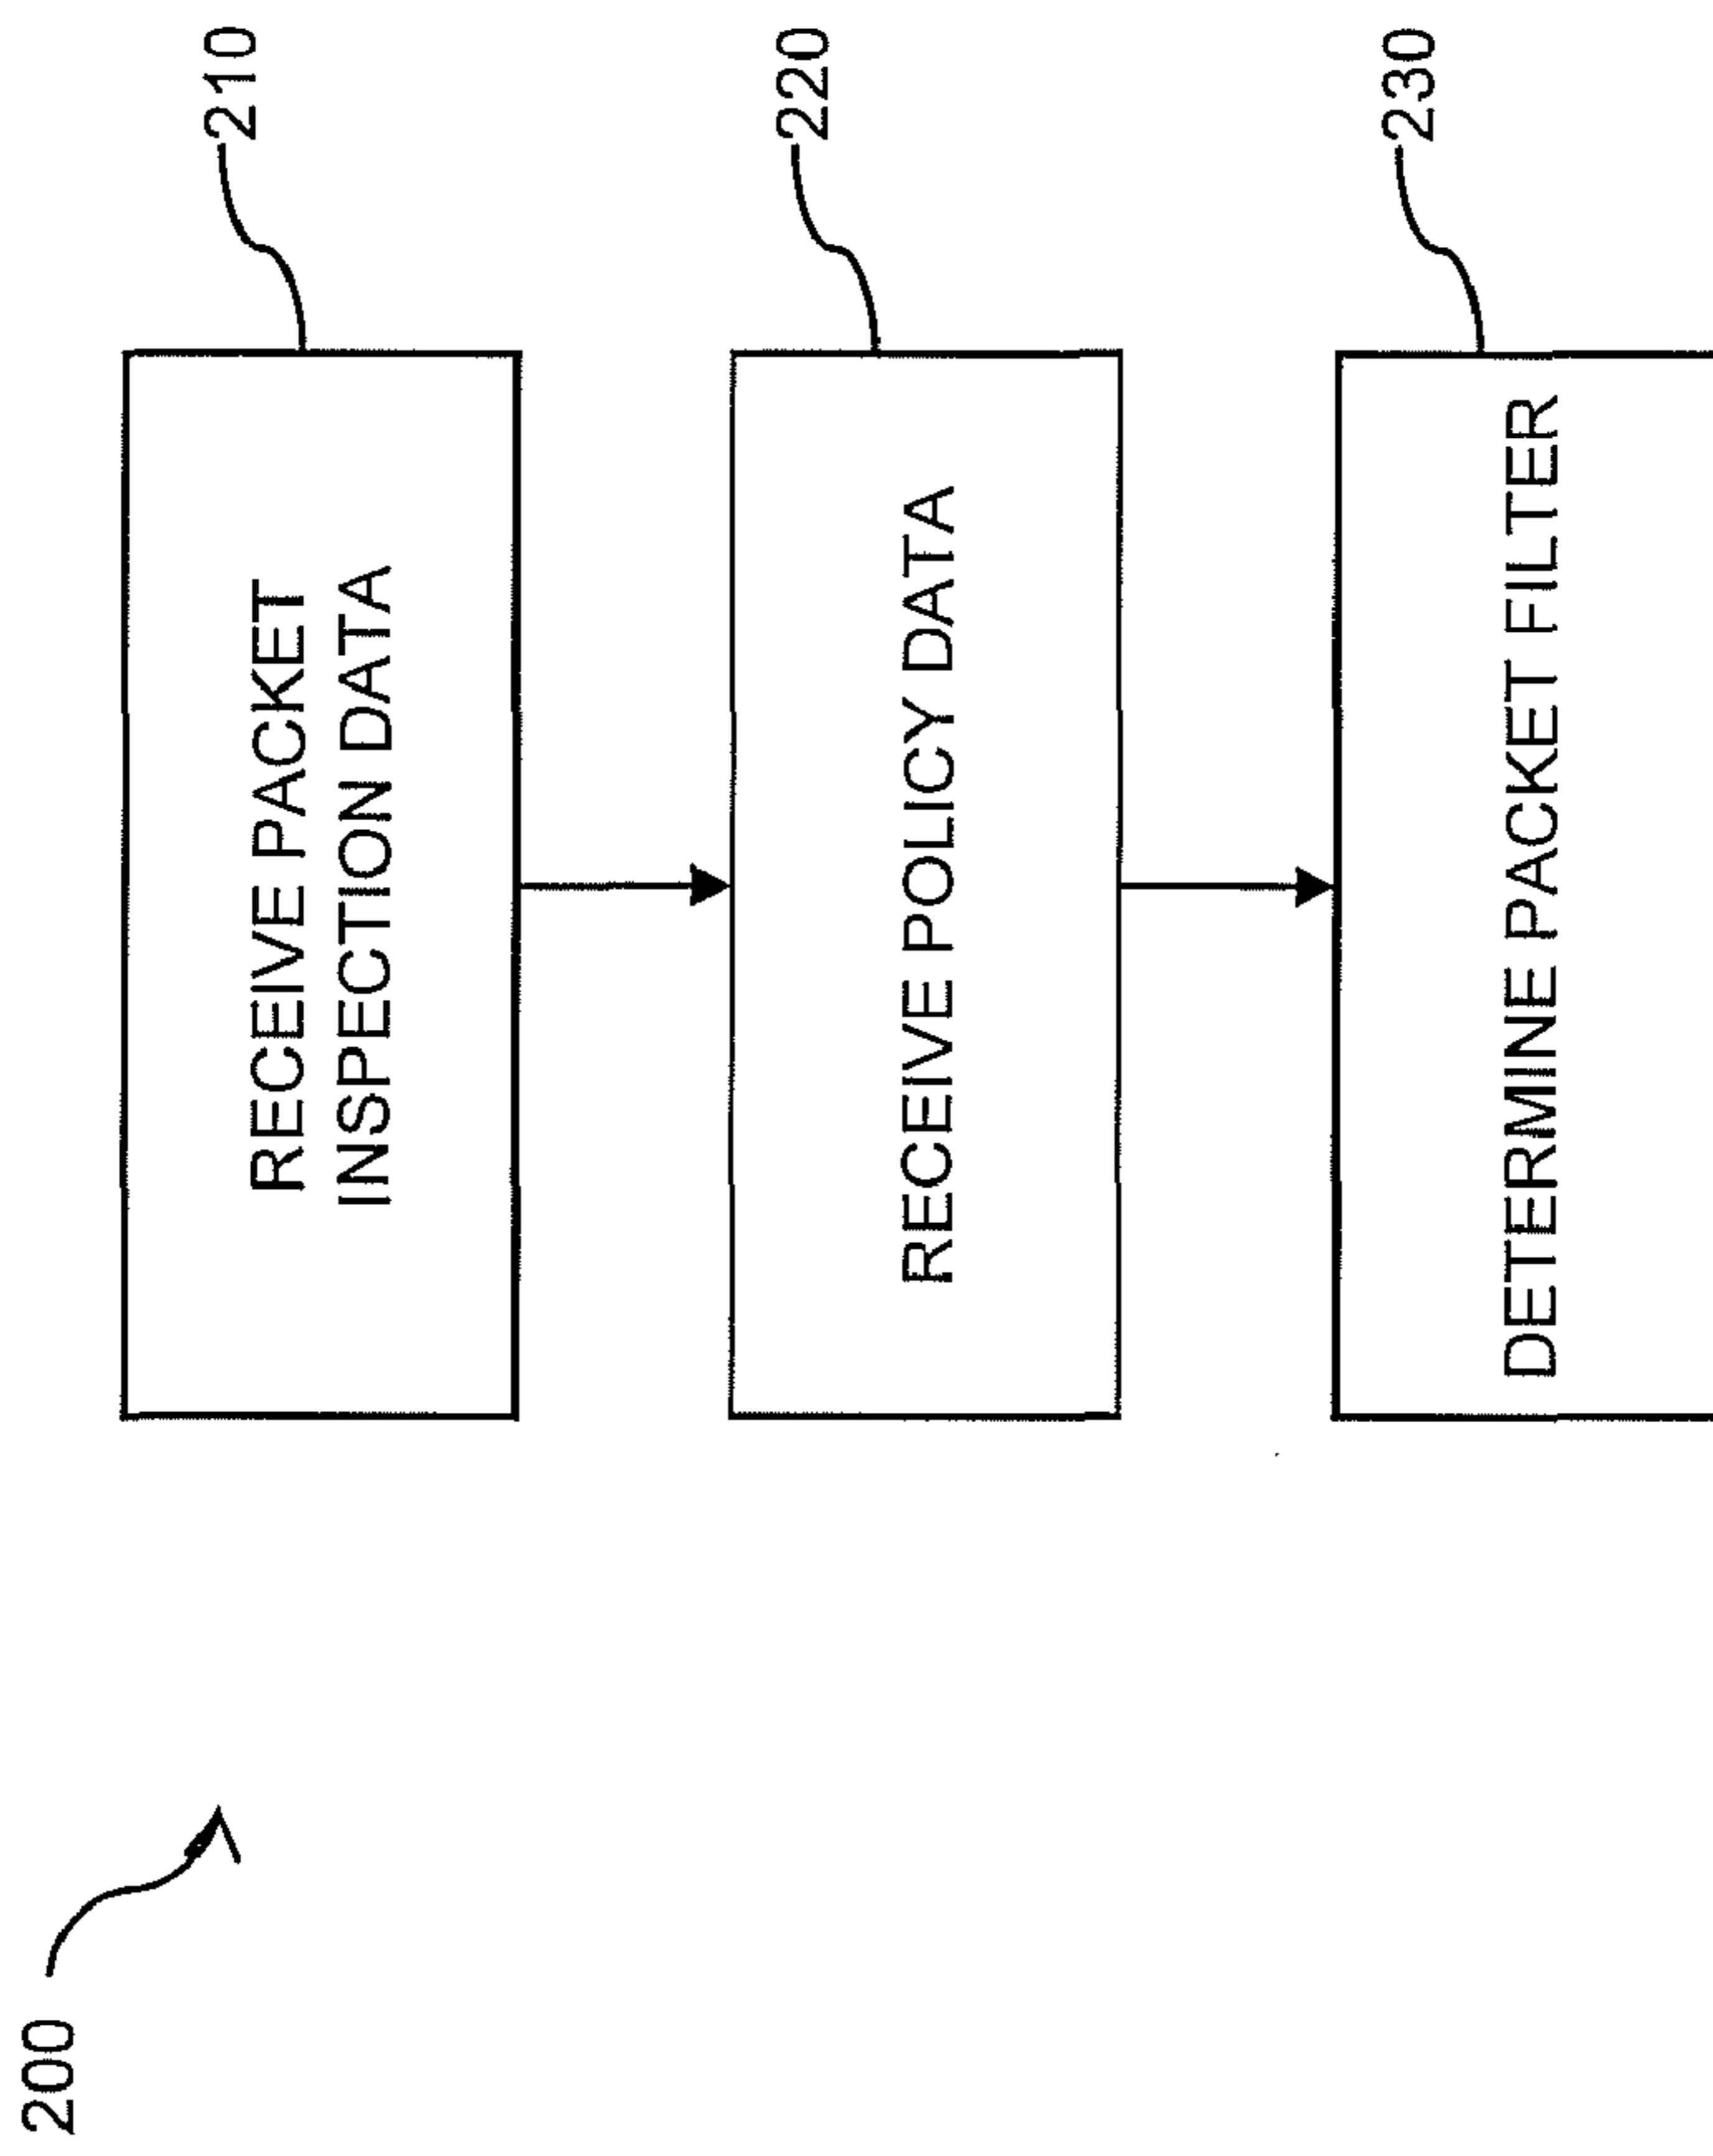 200
RECEIVE PACKET
INSPECTION DATA
210
RECEIVE POLICY DATA
220
DETERMINE PACKET FILTER
230